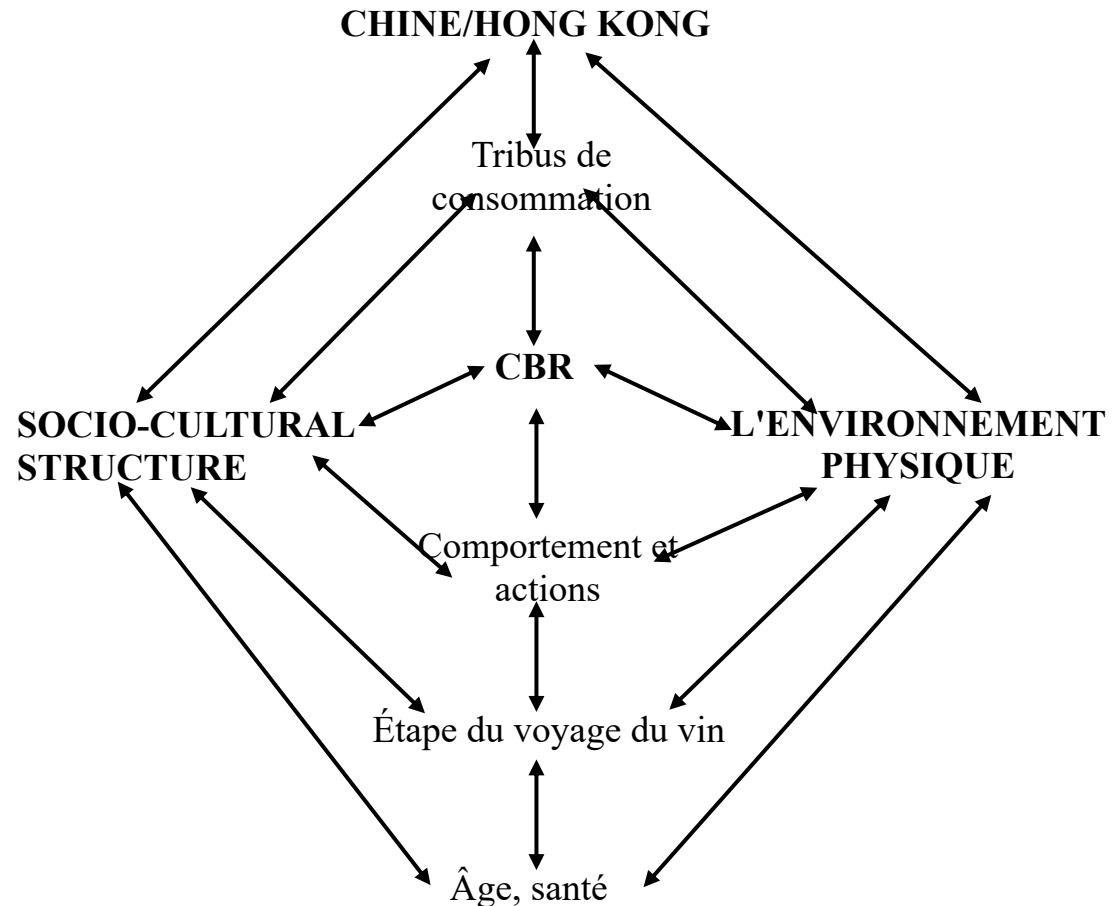 CHINE/HONG KONG
Tribus de
consommation
CBR
SOCIO-CULTURAL
STRUCTURE
L'ENVIRONNEMENT
PHYSIQUE
Comportement et
actions
Étape du voyage du vin
Âge, santé